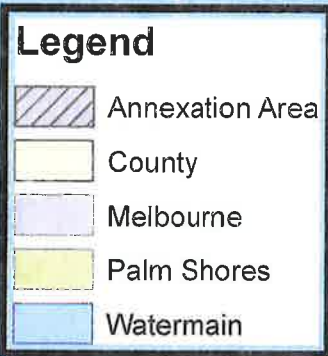 Legend
Annexation Area
County
Melbourne
Palm Shores
Watermain